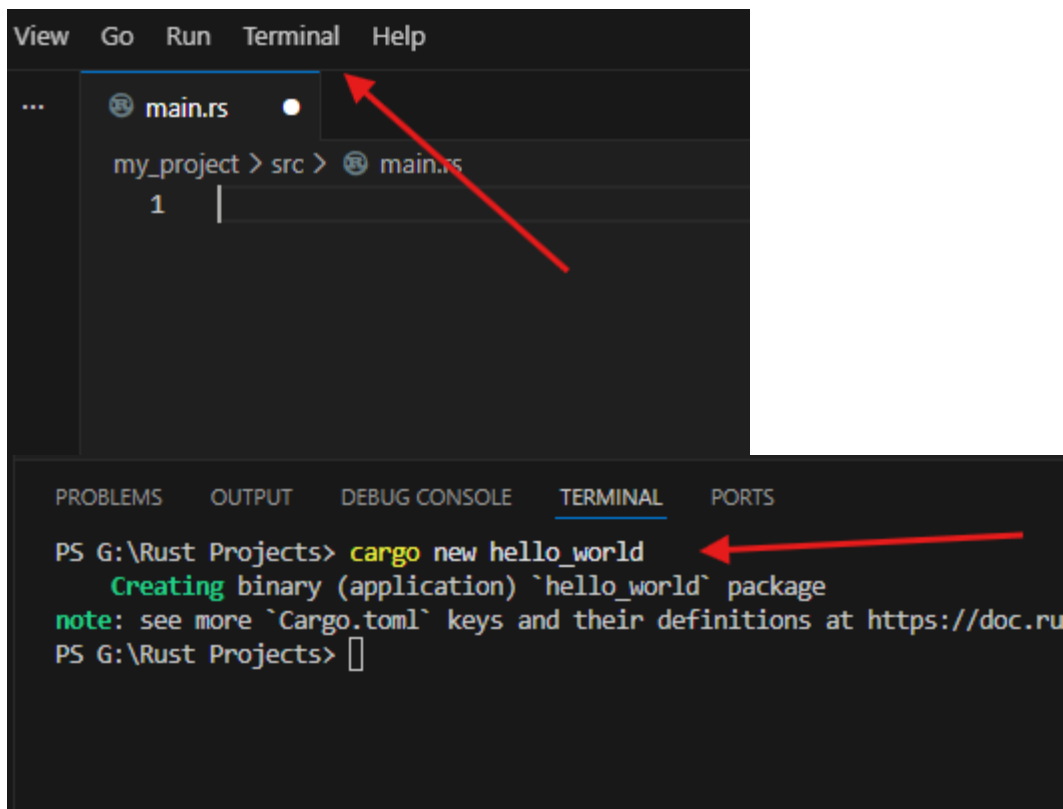 View Go Run Terminal Help
... main.rs
my_project > src > main.rs
1
PROBLEMS OUTPUT DEBUG CONSOLE TERMINAL PORTS
PS G:\Rust Projects> cargo new hello_world
Creating binary (application) `hello_world` package
note: see more `Cargo.toml` keys and their definitions at https://doc.ru
PS G:\Rust Projects>